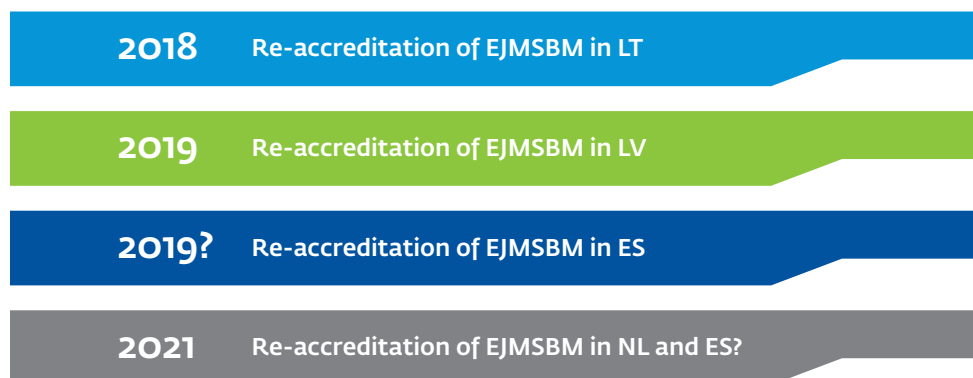 2018 Re-accreditation of EJMSBM in LT
2019 Re-accreditation of EJMSBM in LV
2019? Re-accreditation of EJMSBM in ES
2021 Re-accreditation of EJMSBM in NL and ES?